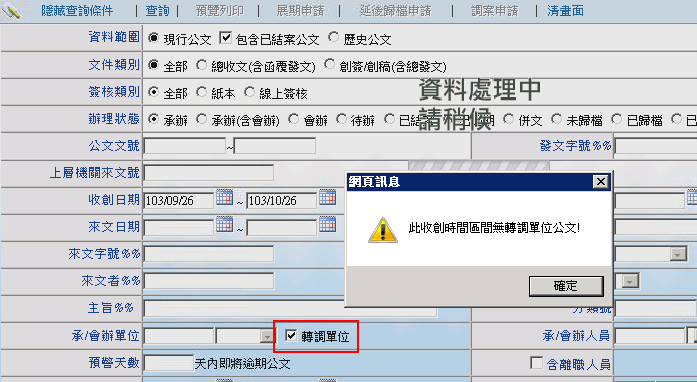 隱藏查詢條件 | 查詢 | 預覽列印 | 展期申請 | 延後歸檔申請 | 調案申請 | 清畫面
資料範圍 現行公文 包含已結案公文 歷史公文
文件類別 全部 總收文(含函覆發文) 創簽/創稿(含總發文)
簽核類別 全部 紙本 線上簽核
資料處理中
請稍候
辦理狀態 承辦 承辦(含會辦) 會辦 待辦 已結 併文 未歸檔 已歸檔 已
公文文號 ~ 發文字號%%
上層機關來文號
收創日期 103/09/26 ~ 103/10/26
來文日期 ~
來文字號%%
來文者%%
主旨%% 分類號
網頁訊息
此收創時間區間無轉調單位公文!
確定
承/會辦單位 轉調單位 承/會辦人員
預警天數 天內即將逾期公文 含離職人員